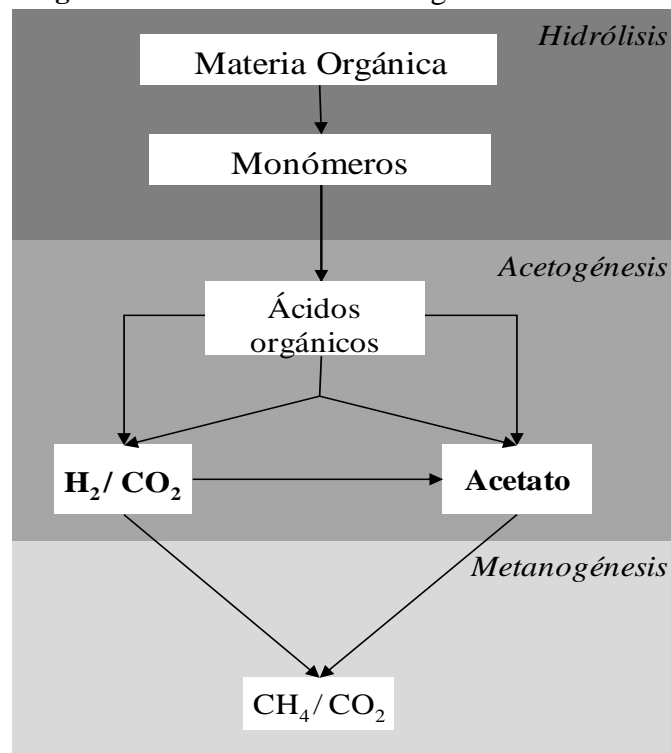 Hidrólisis
Materia Orgánica
Monómeros
Acetogénesis
Ácidos
orgánicos
H₂/ CO₂
Acetato
Metanogénesis
CH₄/ CO₂